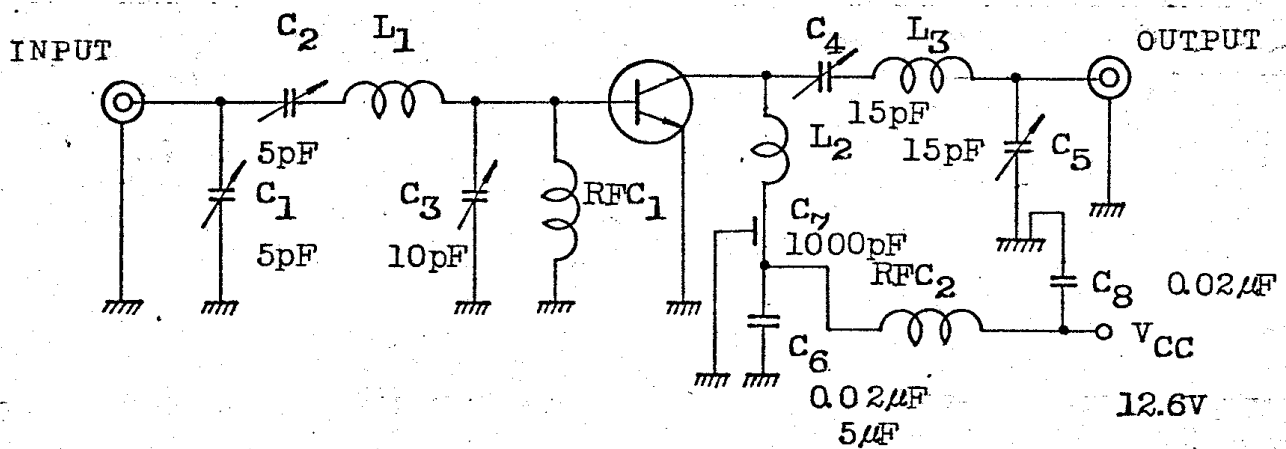 INPUT
C2
L1
C4
L3
OUTPUT
5pF
15pF
L2
15pF
C5
C1
C3
RFC1
5pF
10pF
C7
1000pF
RFC2
C8
0.02μF
C6
VCC
0.02μF
12.6V
5μF